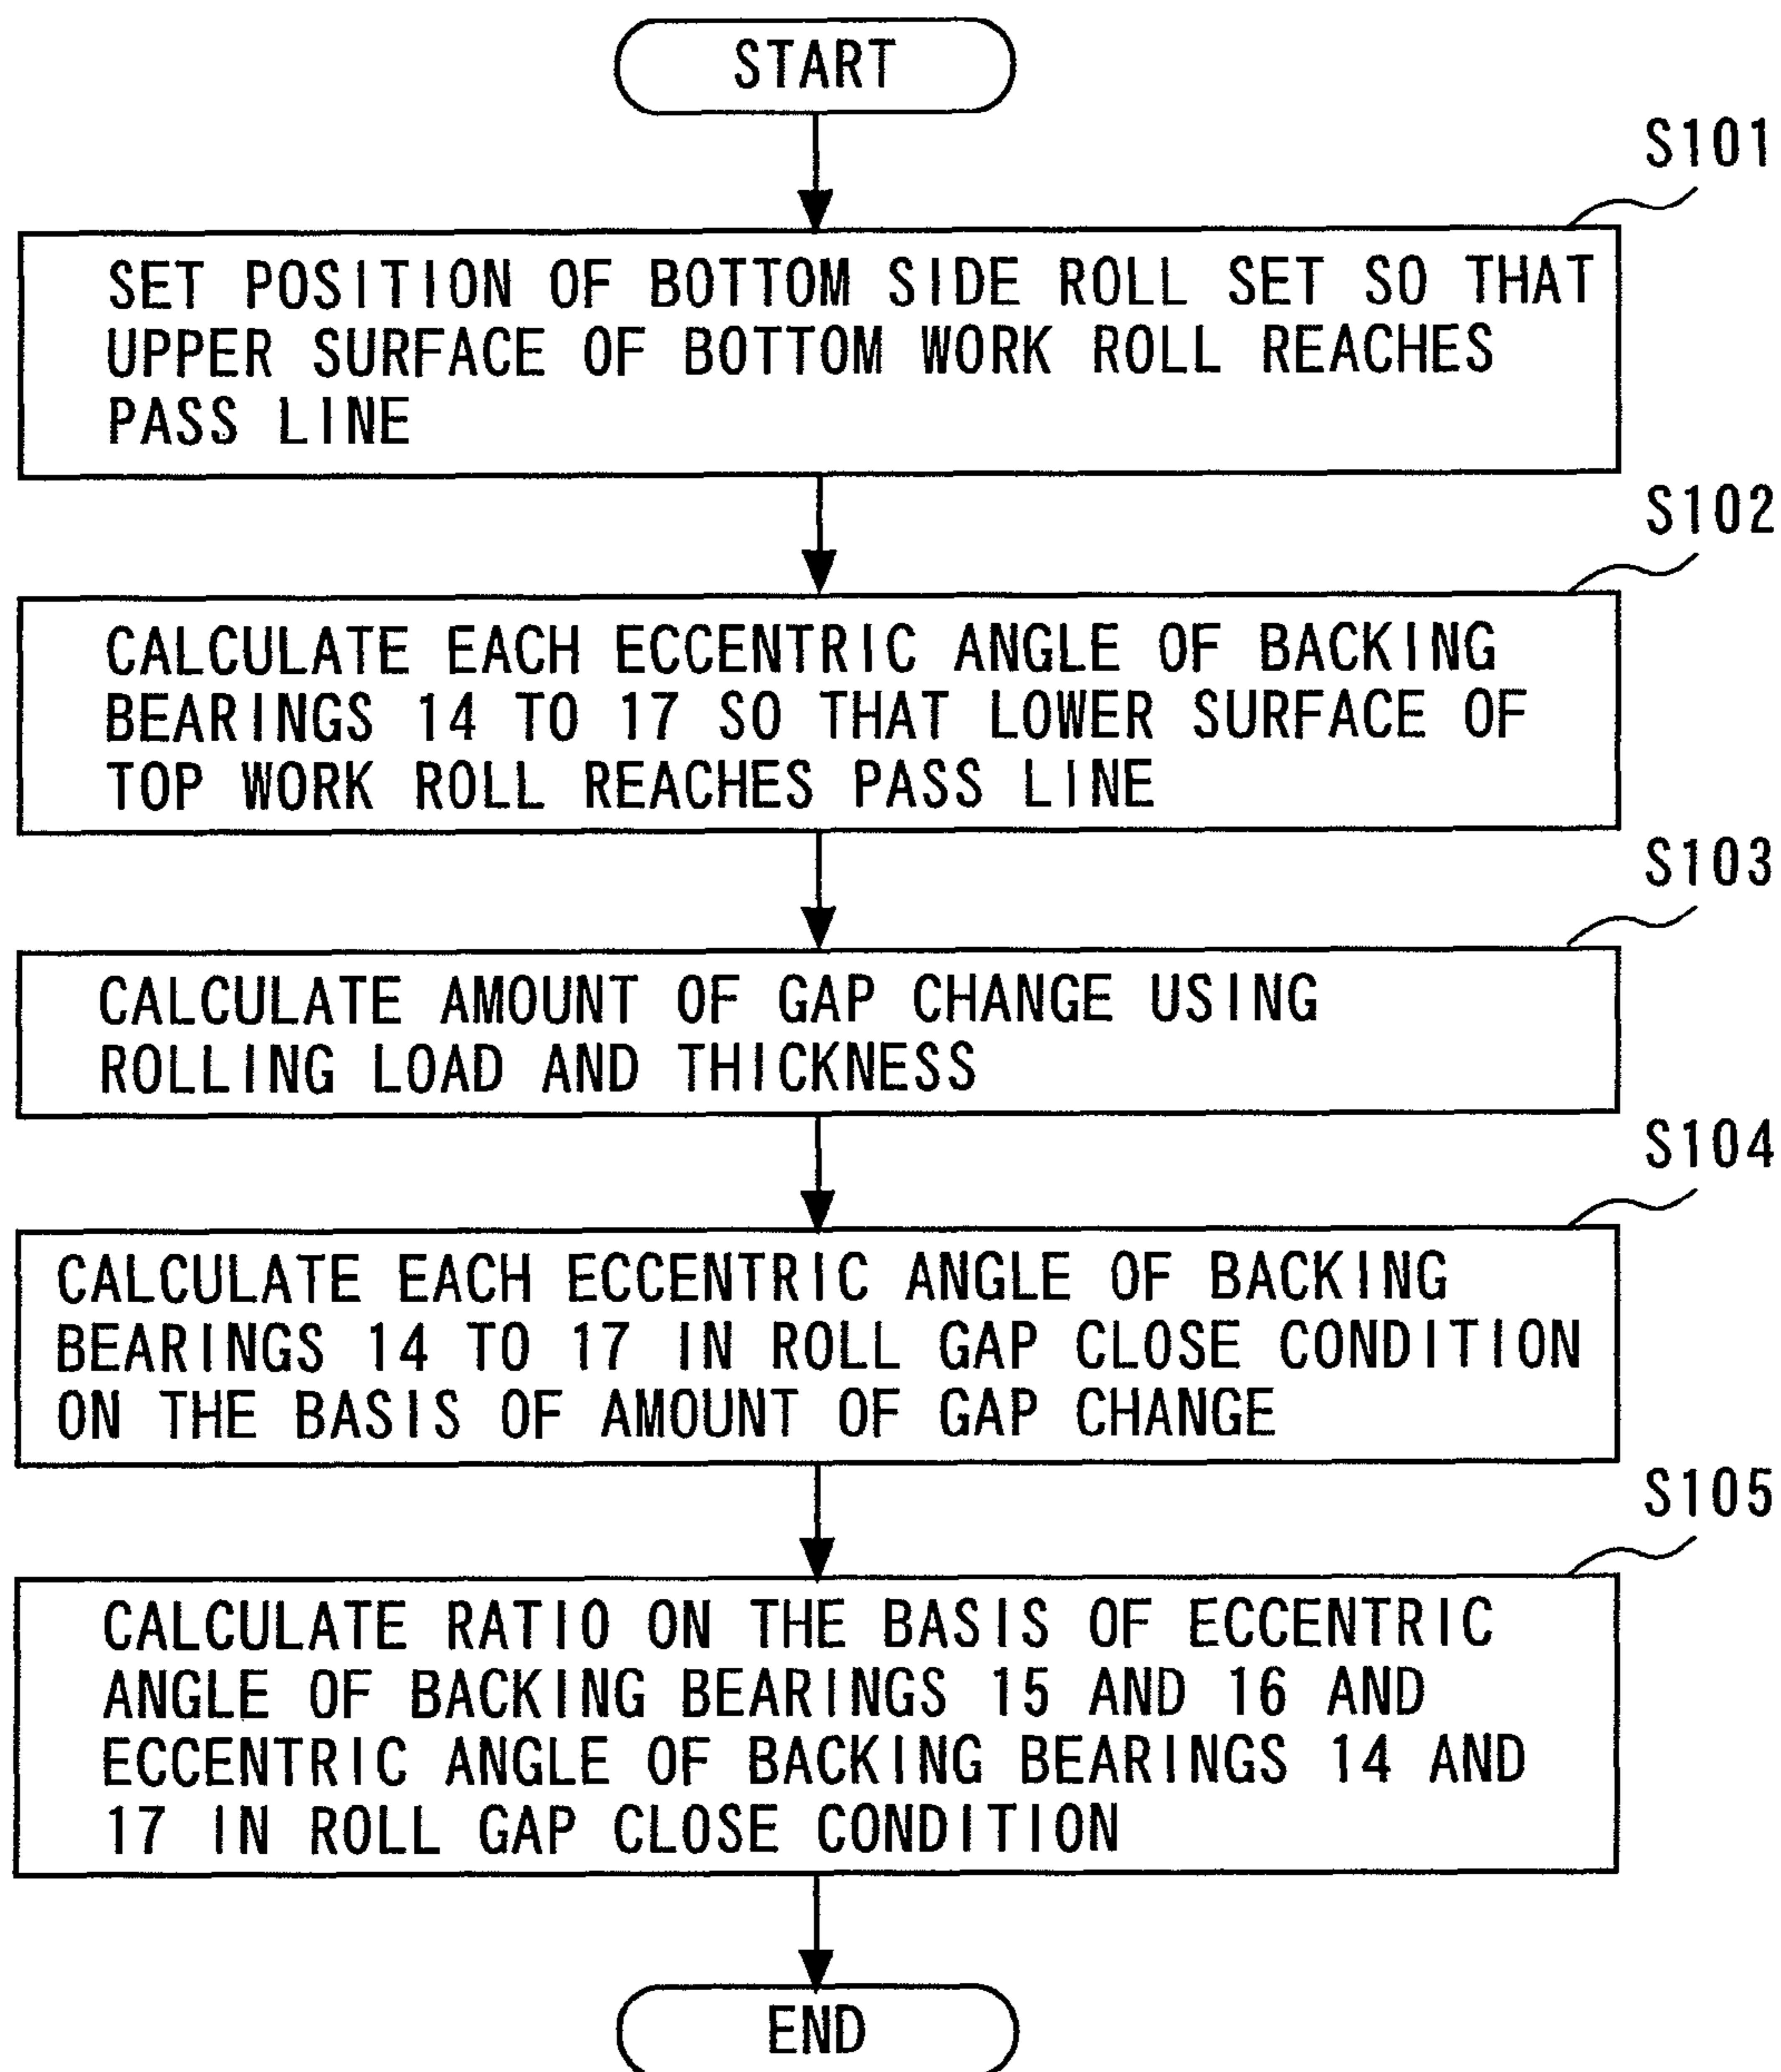 START
S101
SET POSITION OF BOTTOM SIDE ROLL SET SO THAT
UPPER SURFACE OF BOTTOM WORK ROLL REACHES
PASS LINE
S102
CALCULATE EACH ECCENTRIC ANGLE OF BACKING
BEARINGS 14 TO 17 SO THAT LOWER SURFACE OF
TOP WORK ROLL REACHES PASS LINE
S103
CALCULATE AMOUNT OF GAP CHANGE USING
ROLLING LOAD AND THICKNESS
S104
CALCULATE EACH ECCENTRIC ANGLE OF BACKING
BEARINGS 14 TO 17 IN ROLL GAP CLOSE CONDITION
ON THE BASIS OF AMOUNT OF GAP CHANGE
S105
CALCULATE RATIO ON THE BASIS OF ECCENTRIC
ANGLE OF BACKING BEARINGS 15 AND 16 AND
ECCENTRIC ANGLE OF BACKING BEARINGS 14 AND
17 IN ROLL GAP CLOSE CONDITION
END